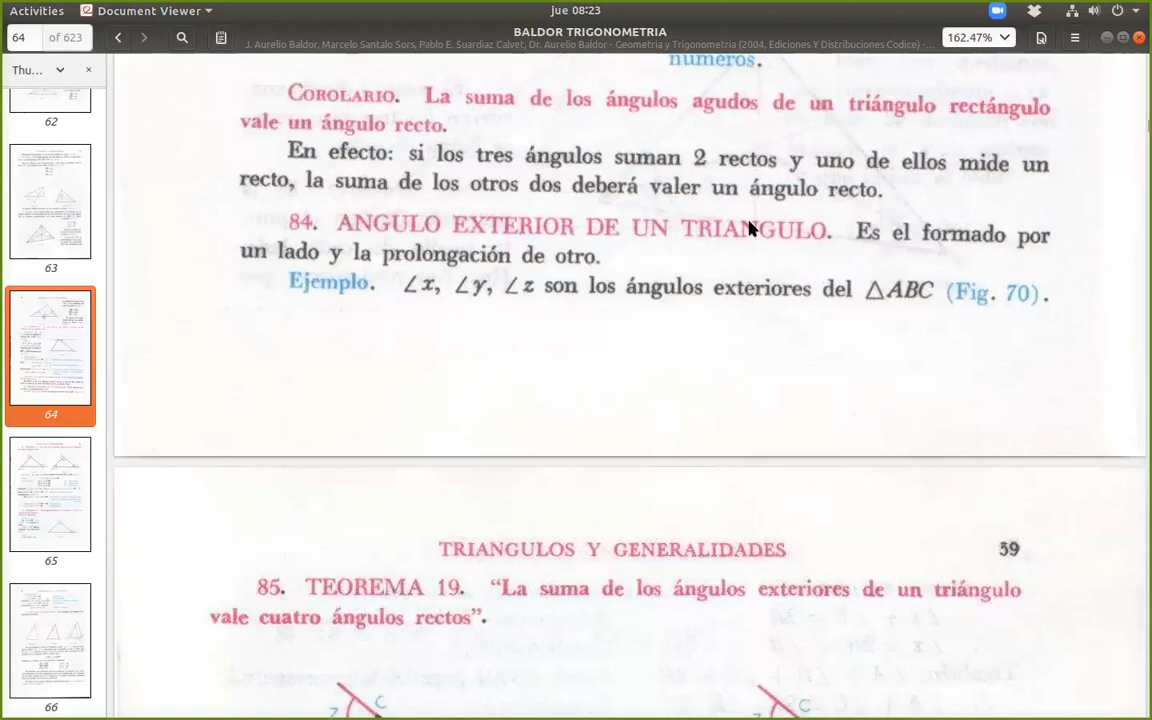 Activities
Document Viewer
jue 08:23
64
of 623
BALDOR TRIGONOMETRIA
J. Aurelio Baldor, Marcelo Santalo Sors, Pablo E. Suardiaz Calvet, Dr. Aurelio Baldor - Geometria y Trigonometria (2004, Ediciones Y Distribuciones Codice) -...
162.47%
Thu...
62
63
64
65
66
números.
COROLARIO. La suma de los ángulos agudos de un triángulo rectángulo
vale un ángulo recto.
En efecto: si los tres ángulos suman 2 rectos y uno de ellos mide un
recto, la suma de los otros dos deberá valer un ángulo recto.
84. ANGULO EXTERIOR DE UN TRIANGULO. Es el formado por
un lado y la prolongación de otro.
Ejemplo. ∠x, ∠y, ∠z son los ángulos exteriores del △ABC (Fig. 70).
TRIANGULOS Y GENERALIDADES 59
85. TEOREMA 19. “La suma de los ángulos exteriores de un triángulo
vale cuatro ángulos rectos”.
z C z C